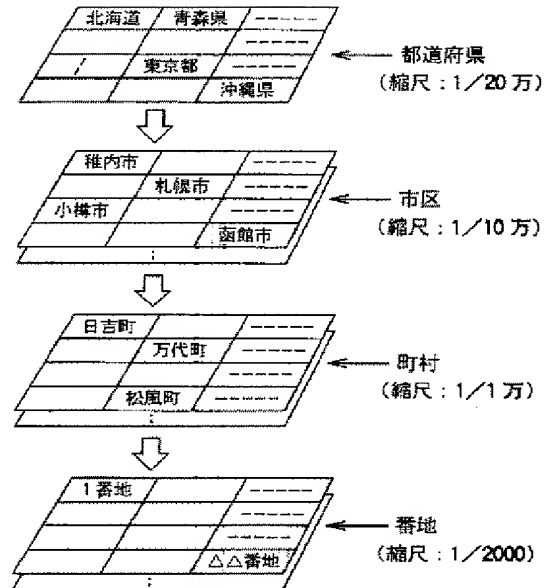 北海道 青森県 -----
-----
東京都 -----
沖縄県
都道府県
(縮尺：1／20万)
稚内市 -----
札幌市 -----
小樽市 -----
函館市
市区
(縮尺：1／10万)
日吉町 -----
万代町 -----
-----
松風町 -----
町村
(縮尺：1／1万)
1番地 -----
-----
-----
△△番地
番地
(縮尺：1／2000)